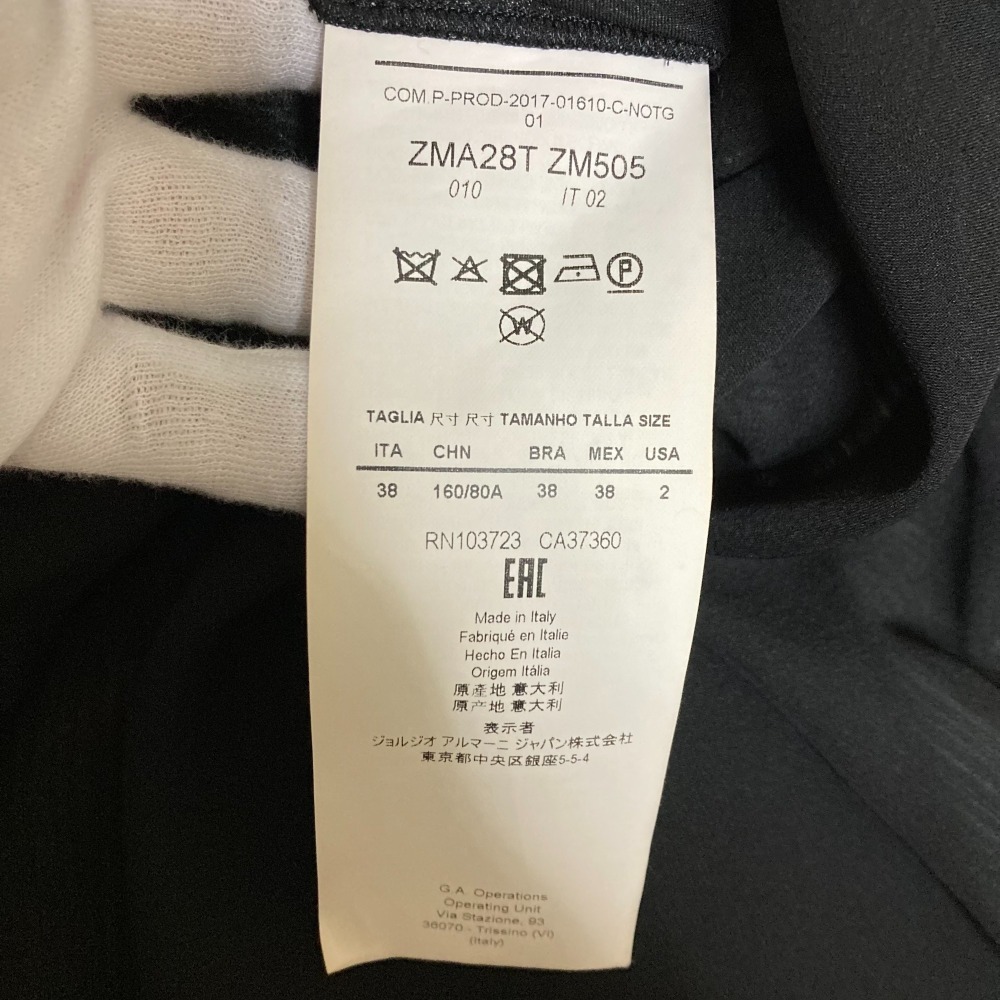 COM.P-PROD-2017-01610-C-NOTG
01
ZMA28T ZM505
010 IT 02
P
W
TAGLIA 尺寸 尺寸 TAMANHO TALLA SIZE
ITA CHN BRA MEX USA
38 160/80A 38 38 2
RN103723 CA37360
EAC
Made in Italy
Fabriqué en Italie
Hecho En Italia
Origem Itália
原產地 意大利
原产地 意大利
表示者
ジョルジオ アルマーニ ジャパン株式会社
東京都中央区銀座5-5-4
G.A. Operations
Operating Unit
Via Stazione, 93
36070 - Trissino (VI)
(Italy)